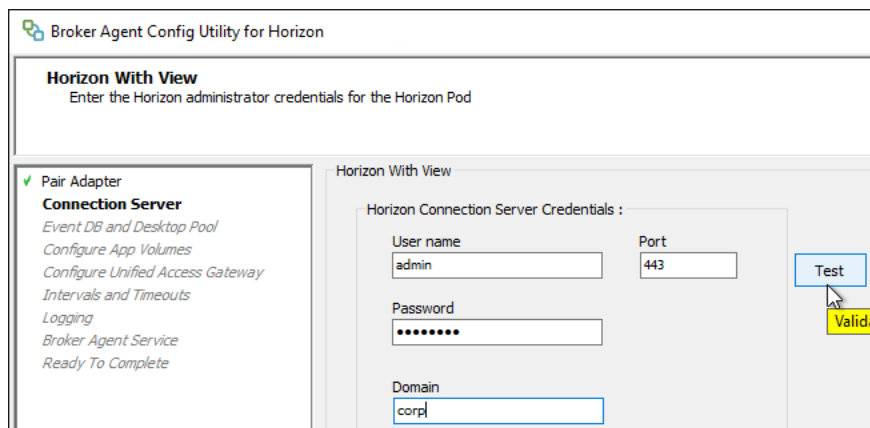 Broker Agent Config Utility for Horizon
Horizon With View
Enter the Horizon administrator credentials for the Horizon Pod
Pair Adapter
Connection Server
Event DB and Desktop Pool
Configure App Volumes
Configure Unified Access Gateway
Intervals and Timeouts
Logging
Broker Agent Service
Ready To Complete
Horizon With View
Horizon Connection Server Credentials :
User name Port
admin 443
Test
Password
••••••••
Valida
Domain
corp